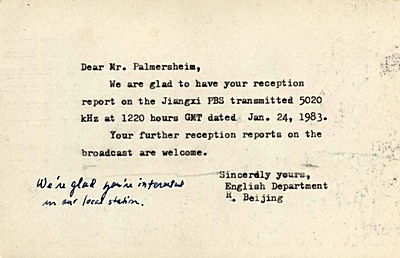 Dear Mr. Palmersheim,
We are glad to have your reception
report on the Jiangxi PBS transmitted 5020
kHz at 1220 hours GMT dated Jan. 24, 1983.
Your further reception reports on the
broadcast are welcome.
Sincerely yours,
English Department
R. Beijing
We're glad you're interested
in our local station.